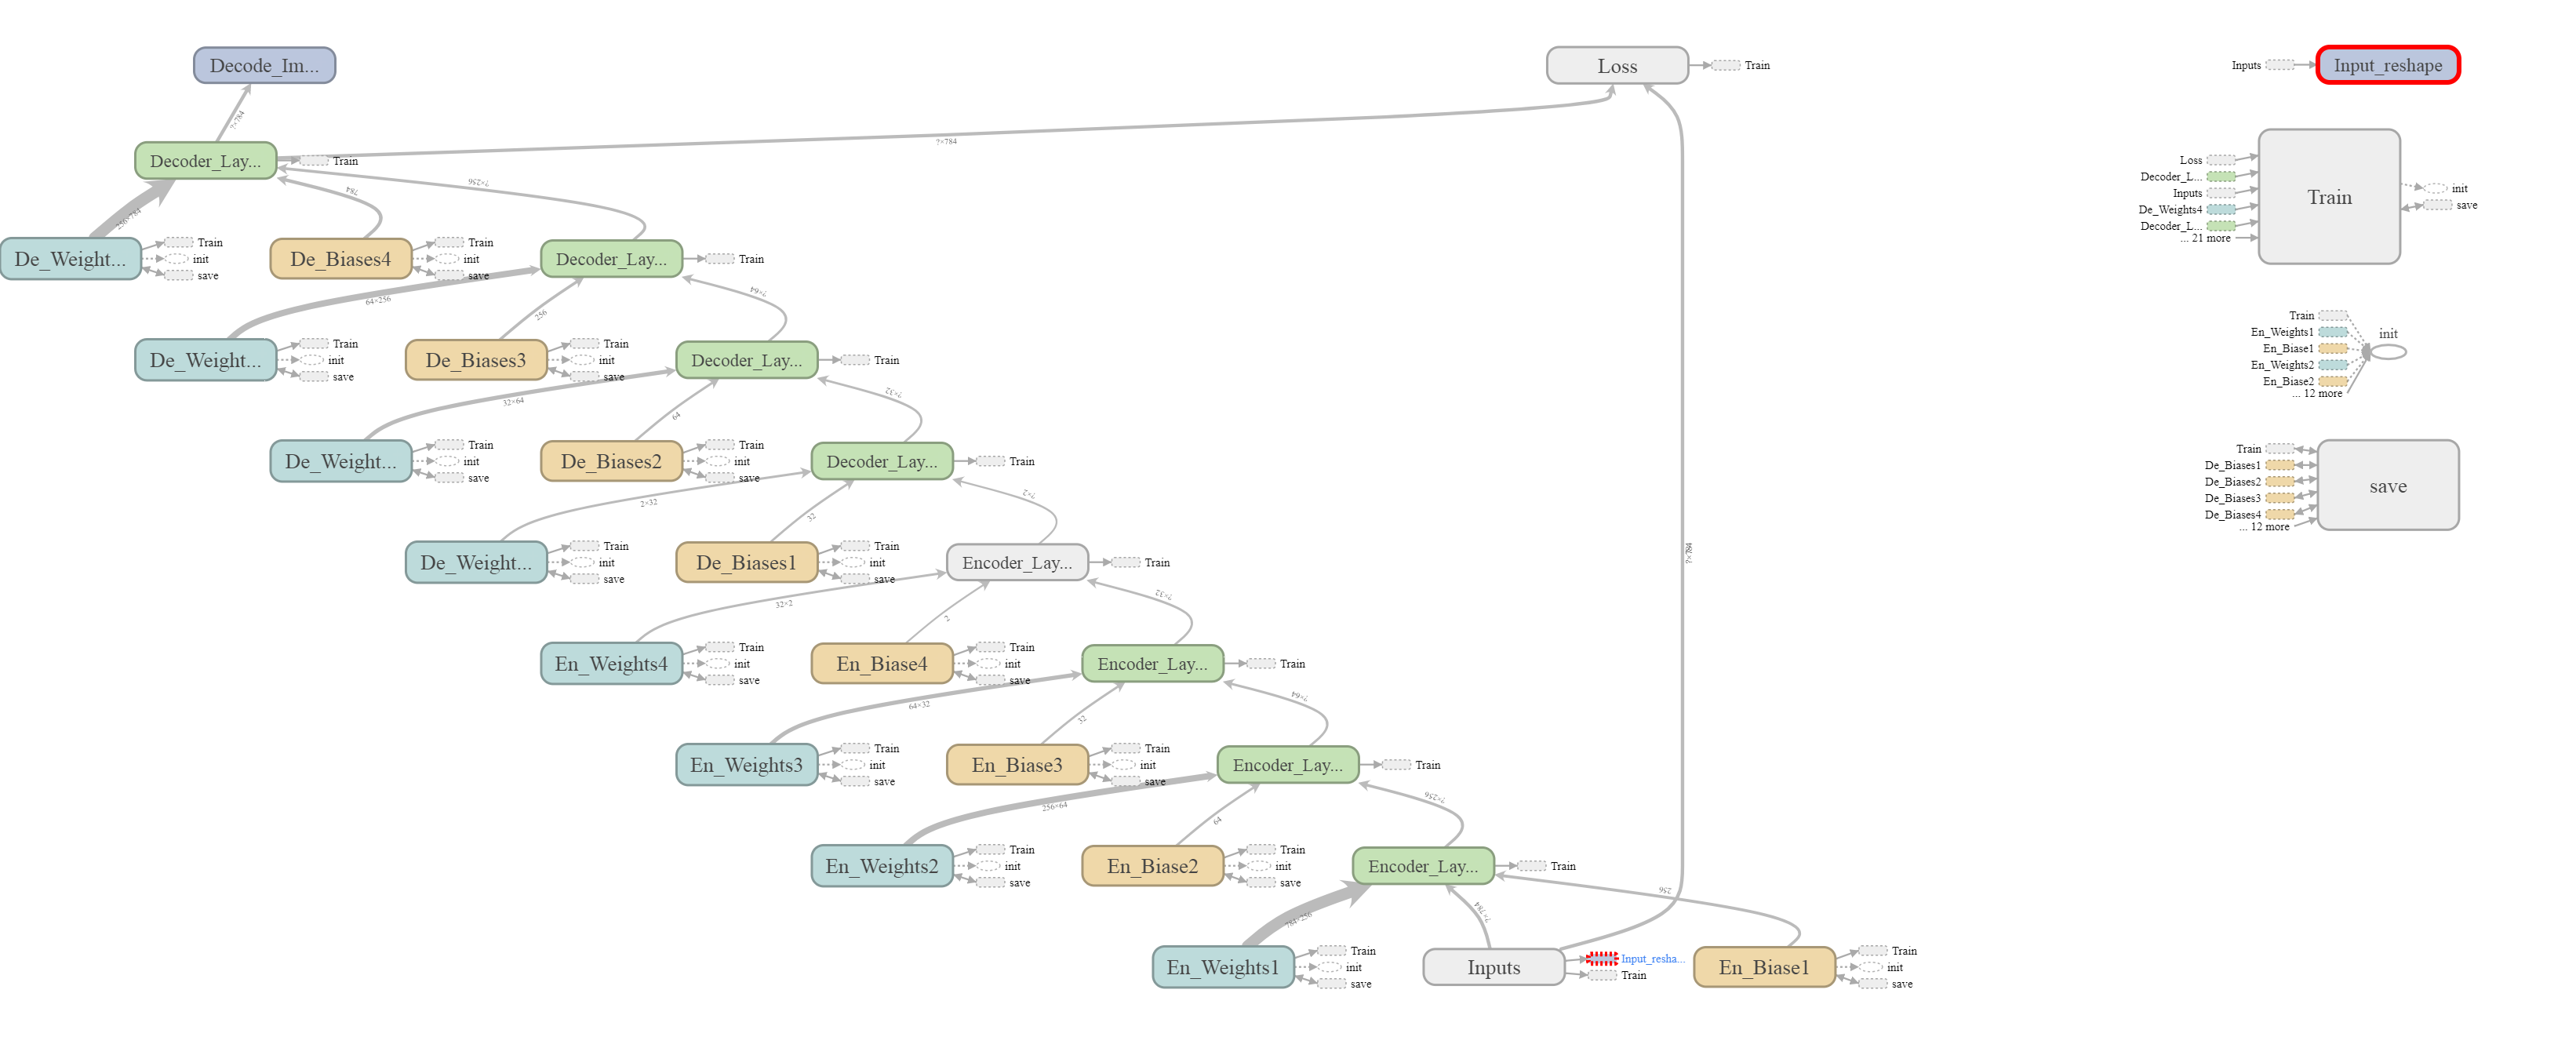 Decode_Im...
Loss
Train
Inputs
Input_reshape
?×784
?×784
Decoder_Lay...
Train
?×256
784
256×784
Loss
Decoder_L...
Inputs
De_Weights4
Decoder_L...
... 21 more
Train
init
save
De_Weight...
Train
init
save
De_Biases4
Train
init
save
Decoder_Lay...
Train
64×256
256
?×64
Train
En_Weights1
En_Biase1
En_Weights2
En_Biase2
... 12 more
init
De_Weight...
Train
init
save
De_Biases3
Train
init
save
Decoder_Lay...
Train
32×64
64
?×32
De_Weight...
Train
init
save
De_Biases2
Train
init
save
Decoder_Lay...
Train
Train
De_Biases1
De_Biases2
De_Biases3
De_Biases4
... 12 more
save
2×32
32
?×2
De_Weight...
Train
init
save
De_Biases1
Train
init
save
Encoder_Lay...
Train
?×784
32×2
2
?×32
En_Weights4
Train
init
save
En_Biase4
Train
init
save
Encoder_Lay...
Train
64×32
32
?×64
En_Weights3
Train
init
save
En_Biase3
Train
init
save
Encoder_Lay...
Train
256×64
64
?×256
En_Weights2
Train
init
save
En_Biase2
Train
init
save
Encoder_Lay...
Train
784×256
?×784
256
En_Weights1
Train
init
save
Inputs
Input_resha...
Train
En_Biase1
Train
init
save